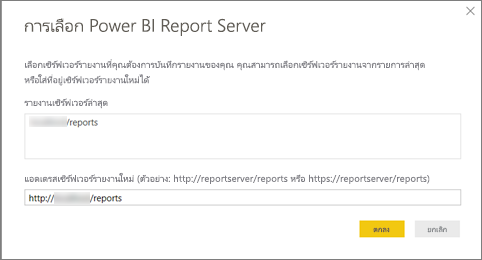 การเลือก Power BI Report Server
เลือกเซิร์ฟเวอร์รายงานที่คุณต้องการบันทึกรายงานของคุณ คุณสามารถเลือกเซิร์ฟเวอร์รายงานจากรายการล่าสุด
หรือใส่ที่อยู่เซิร์ฟเวอร์รายงานใหม่ได้
รายงานเซิร์ฟเวอร์ล่าสุด
/reports
แอดเดรสเซิร์ฟเวอร์รายงานใหม่ (ตัวอย่าง: http://reportserver/reports หรือ https://reportserver/reports)
http:// /reports
ตกลง
ยกเลิก